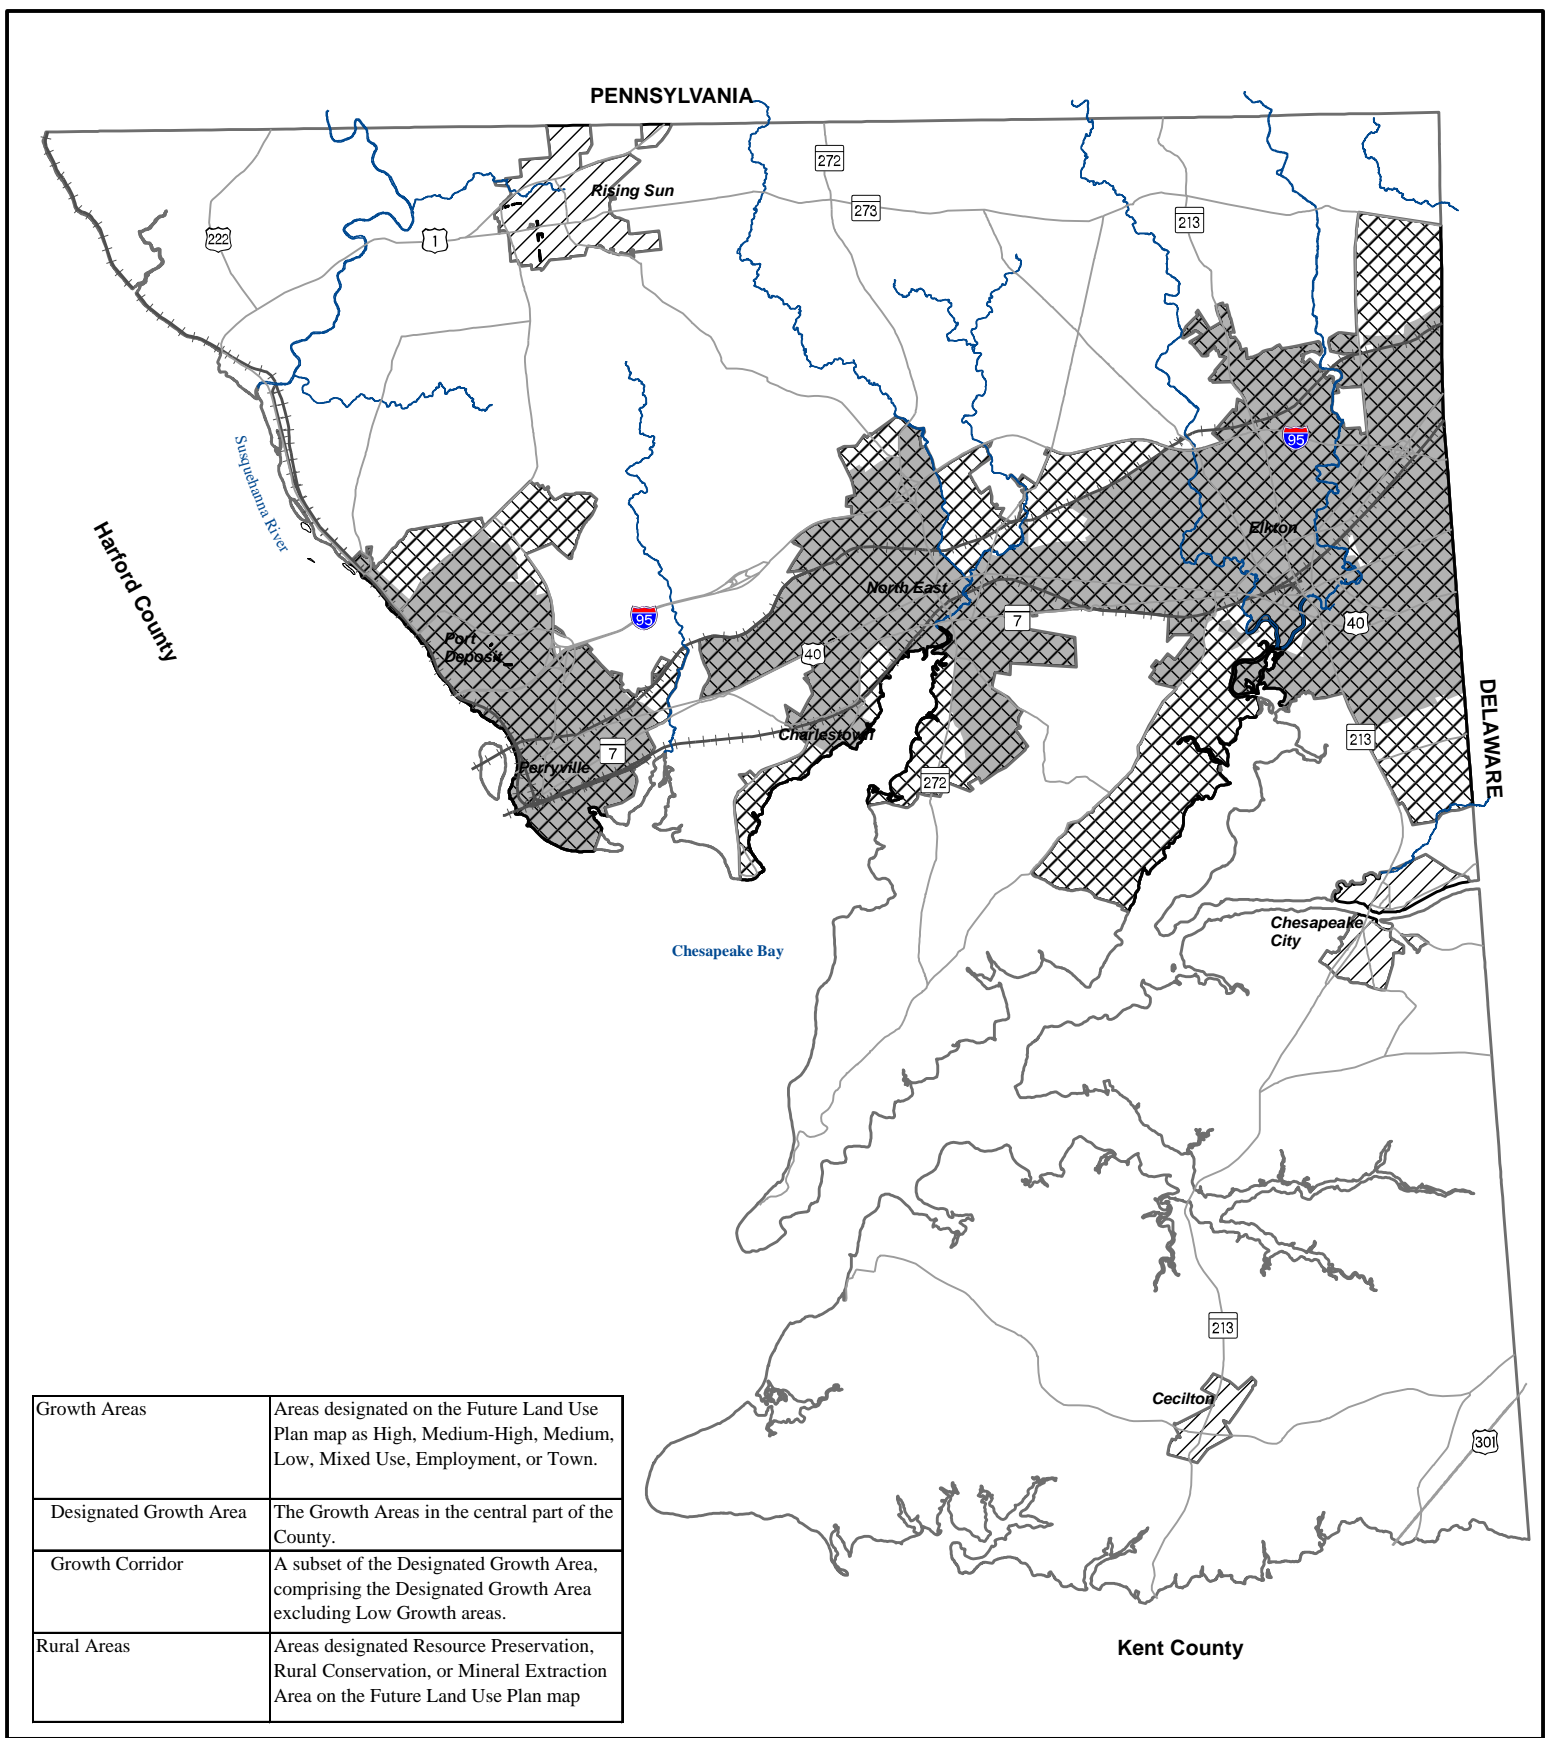 PENNSYLVANIA
272
Rising Sun
273
213
222
1
95
Susquehanna River
Harford County
Elkton
North East
7
95
40
40
Port
Deposit
DELAWARE
213
Charlestown
7
Perryville
272
Chesapeake
City
Chesapeake Bay
213
Cecilton
301
Kent County
Growth Areas
Areas designated on the Future Land Use
Plan map as High, Medium-High, Medium,
Low, Mixed Use, Employment, or Town.
Designated Growth Area
The Growth Areas in the central part of the
County.
Growth Corridor
A subset of the Designated Growth Area,
comprising the Designated Growth Area
excluding Low Growth areas.
Rural Areas
Areas designated Resource Preservation,
Rural Conservation, or Mineral Extraction
Area on the Future Land Use Plan map